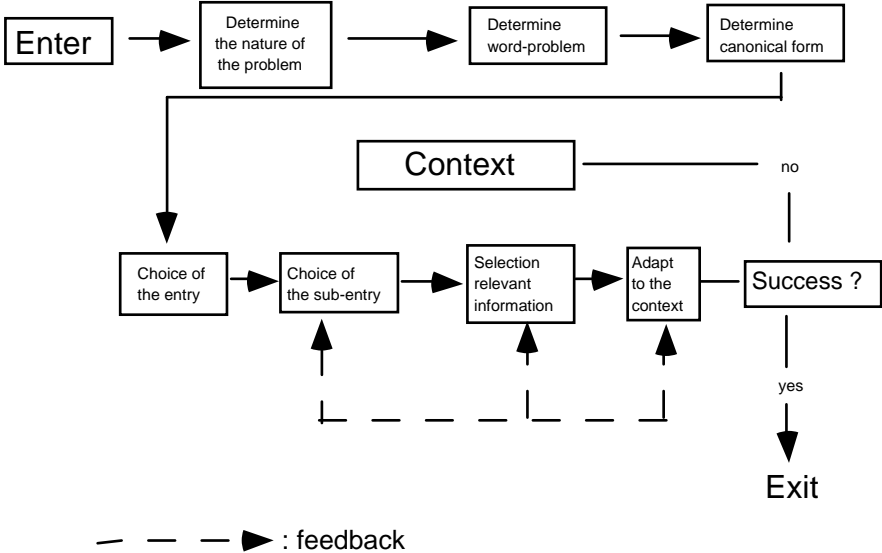 Enter
Determine
the nature of
the problem
Determine
word-problem
Determine
canonical form
Context
no
Choice of
the entry
Choice of
the sub-entry
Selection
relevant
information
Adapt
to the
context
Success ?
yes
Exit
: feedback